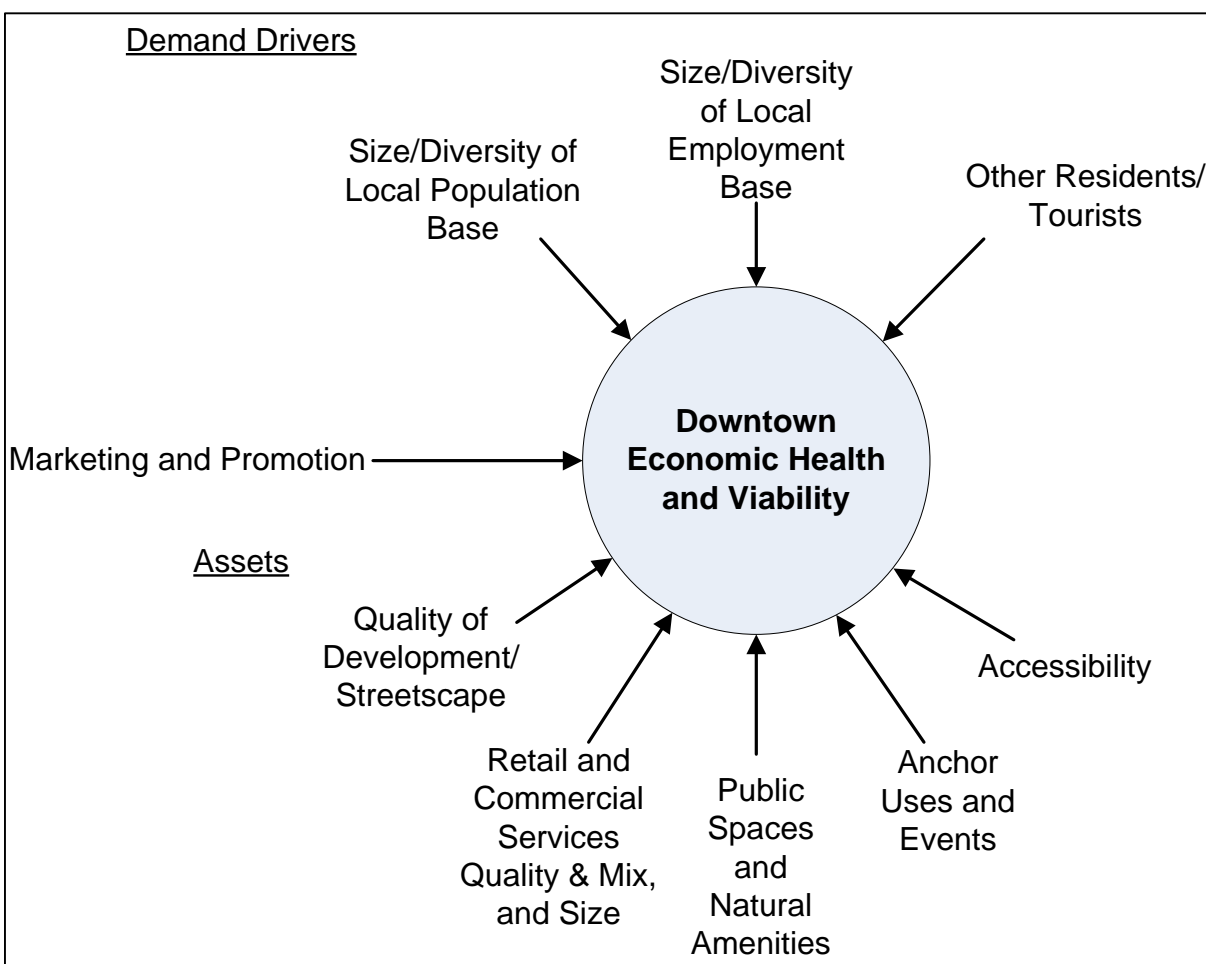 Demand Drivers
Size/Diversity
of Local
Employment
Base
Size/Diversity of
Local Population
Base
Other Residents/
Tourists
Downtown
Economic Health
and Viability
Marketing and Promotion
Assets
Quality of
Development/
Streetscape
Retail and
Commercial
Services
Quality & Mix,
and Size
Public
Spaces
and
Natural
Amenities
Anchor
Uses and
Events
Accessibility